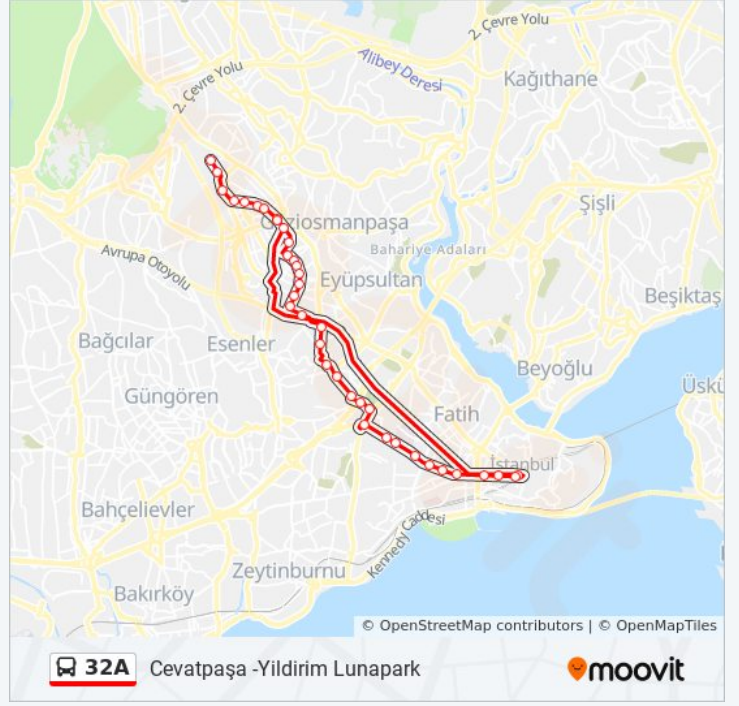 2. Çevre Yolu
Alibey Deresi
Kağıthane
2. Çevre Yolu
Şişli
Gaziosmanpaşa
Bahariye Adaları
Avrupa Otoyolu
Eyüpsultan
Beşiktaş
Bağcılar
Esenler
Beyoğlu
Üskü
Güngören
Fatih
İstanbul
Bahçelievler
Kennedy Caddesi
Zeytinburnu
Bakırköy
© OpenStreetMap contributors | © OpenMapTiles
32A Cevatpaşa -Yildirim Lunapark
moovit